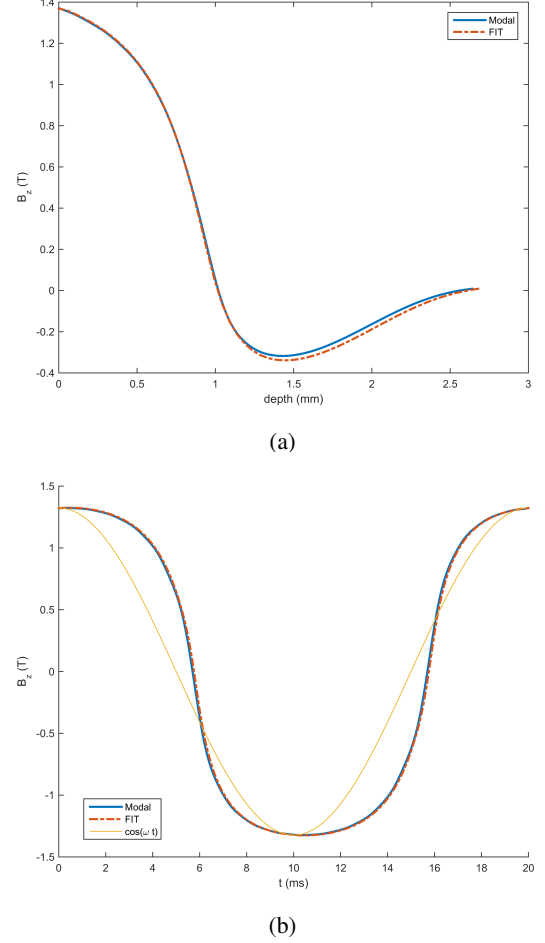 1.4
1.2
1
0.8
0.6
0.4
0.2
0
-0.2
-0.4
B_z (T)
Modal
FIT
0 0.5 1 1.5 2 2.5 3
depth (mm)
(a)
1.5
1
0.5
0
-0.5
-1
-1.5
B_z (T)
Modal
FIT
cos(ω t)
0 2 4 6 8 10 12 14 16 18 20
t (ms)
(b)